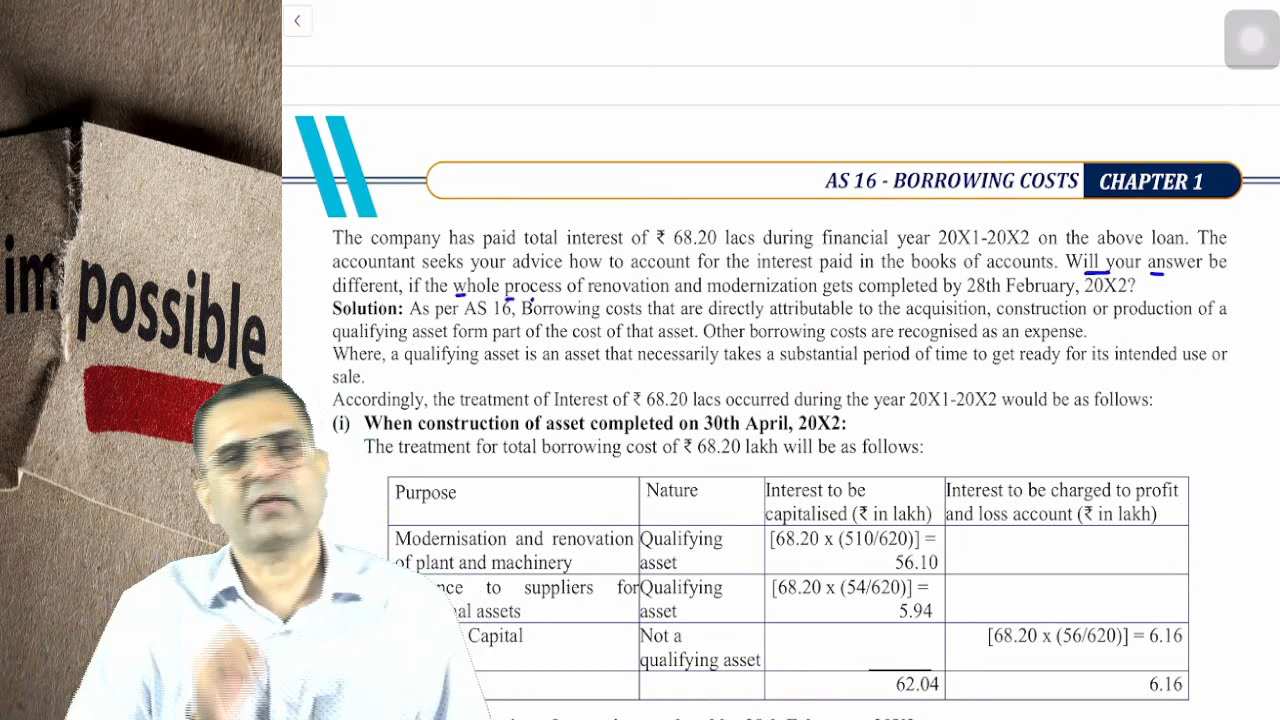 im possible
AS 16 - BORROWING COSTS CHAPTER 1
The company has paid total interest of ₹ 68.20 lacs during financial year 20X1-20X2 on the above loan. The
accountant seeks your advice how to account for the interest paid in the books of accounts. Will your answer be
different, if the whole process of renovation and modernization gets completed by 28th February, 20X2?
Solution: As per AS 16, Borrowing costs that are directly attributable to the acquisition, construction or production of a
qualifying asset form part of the cost of that asset. Other borrowing costs are recognised as an expense.
Where, a qualifying asset is an asset that necessarily takes a substantial period of time to get ready for its intended use or
sale.
Accordingly, the treatment of Interest of ₹ 68.20 lacs occurred during the year 20X1-20X2 would be as follows:
(i) When construction of asset completed on 30th April, 20X2:
The treatment for total borrowing cost of ₹ 68.20 lakh will be as follows:
Purpose Nature Interest to be Interest to be charged to profit
capitalised (₹ in lakh) and loss account (₹ in lakh)
Modernisation and renovation Qualifying [68.20 x (510/620)] =
of plant and machinery asset 56.10
to suppliers for Qualifying [68.20 x (54/620)] =
assets asset 5.94
Capital Not a [68.20 x (56/620)] = 6.16
qualifying asset
62.04 6.16